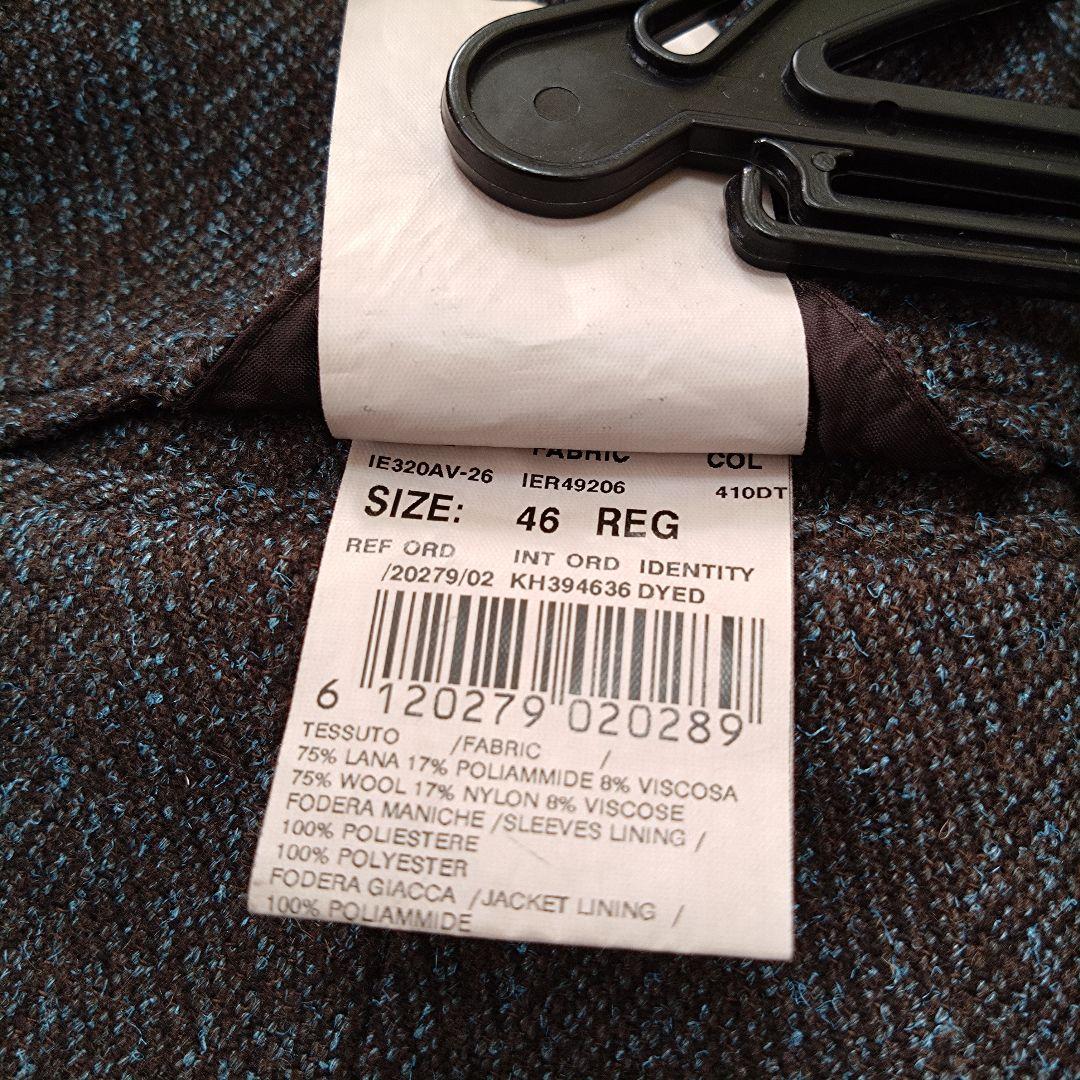 FABRIC COL
IE320AV-26 IER49206 410DT
SIZE: 46 REG
REF ORD INT ORD IDENTITY
/20279/02 KH394636 DYED
6 120279 020289
TESSUTO /FABRIC /
75% LANA 17% POLIAMMIDE 8% VISCOSA
75% WOOL 17% NYLON 8% VISCOSE
FODERA MANICHE /SLEEVES LINING /
100% POLIESTERE
100% POLYESTER
FODERA GIACCA /JACKET LINING /
100% POLIAMMIDE